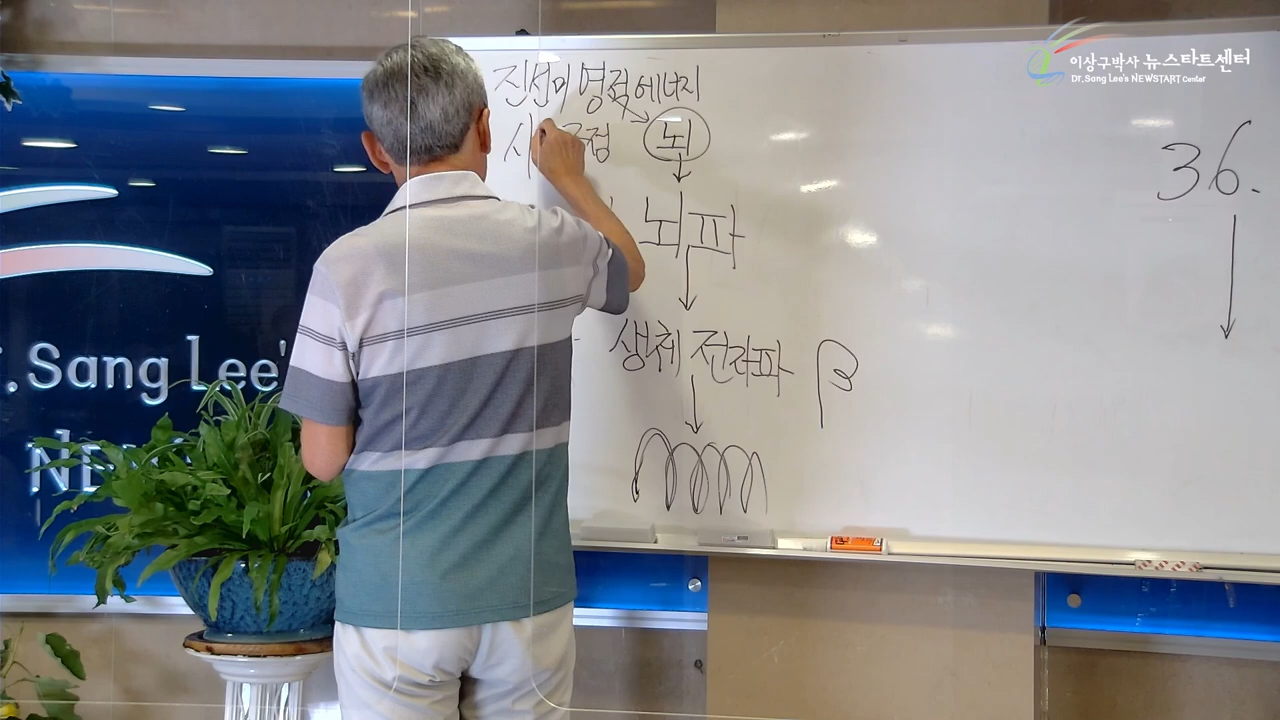 이상구박사 뉴스타트센터
Dr. Sang Lee's NEWSTART Center
진선미 영적 에너지
뇌
뇌파
생체 전자파 β
36.
.Sang Lee'